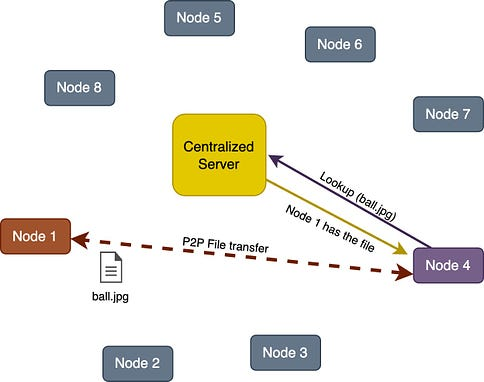 Node 5
Node 6
Node 8
Node 7
Centralized
Server
Lookup (ball.jpg)
Node 1 has the file
Node 1
P2P File transfer
Node 4
ball.jpg
Node 3
Node 2